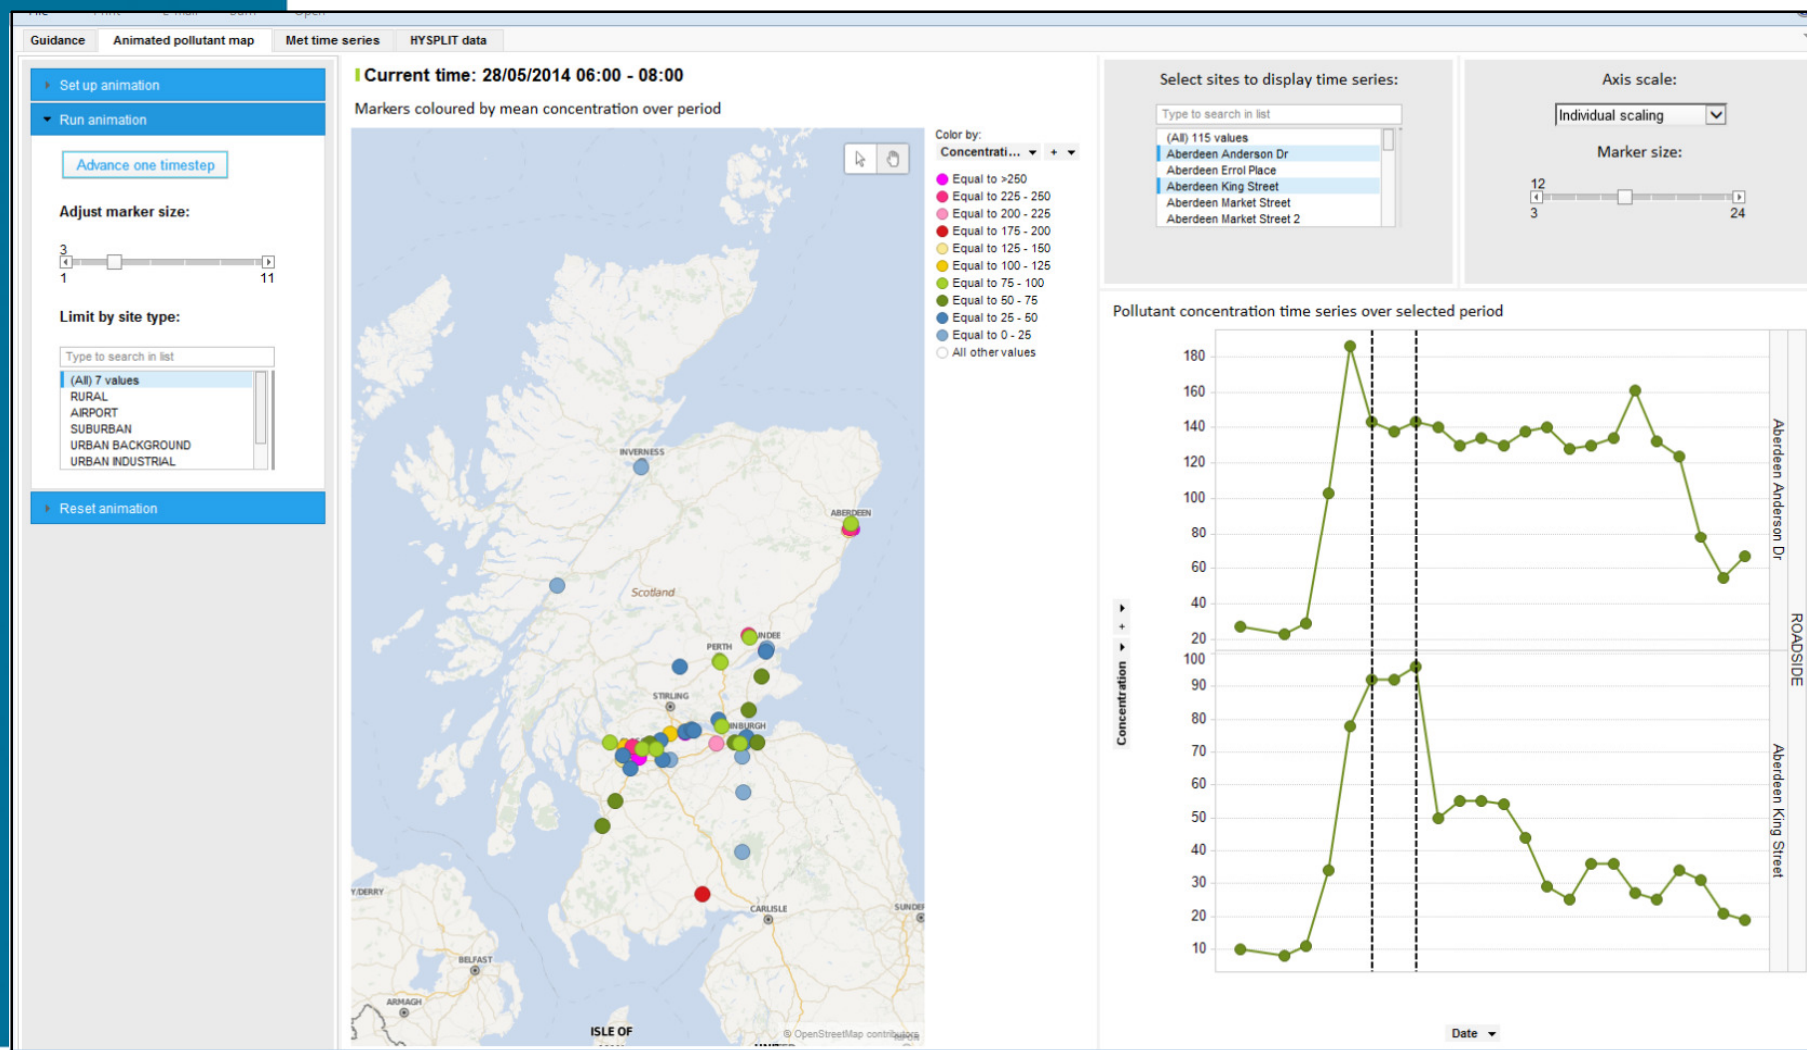 File Print E-mail Burn Open
Guidance Animated pollutant map Met time series HYSPLIT data
Set up animation
Run animation
Advance one timestep
Adjust marker size:
3
1 11
Limit by site type:
Type to search in list
(All) 7 values
RURAL
AIRPORT
SUBURBAN
URBAN BACKGROUND
URBAN INDUSTRIAL
Reset animation
Current time: 28/05/2014 06:00 - 08:00
Markers coloured by mean concentration over period
INVERNESS
ABERDEEN
Scotland
NDEE
PERTH
STIRLING
INBURGH
Y/DERRY
CARLISLE
SUNDER
BELFAST
ARMAGH
ISLE OF
© OpenStreetMap contributors
Color by:
Concentrati... +
Equal to >250
Equal to 225 - 250
Equal to 200 - 225
Equal to 175 - 200
Equal to 125 - 150
Equal to 100 - 125
Equal to 75 - 100
Equal to 50 - 75
Equal to 25 - 50
Equal to 0 - 25
All other values
Select sites to display time series:
Type to search in list
(All) 115 values
Aberdeen Anderson Dr
Aberdeen Errol Place
Aberdeen King Street
Aberdeen Market Street
Aberdeen Market Street 2
Axis scale:
Individual scaling
Marker size:
12
3 24
Pollutant concentration time series over selected period
180
160
140
120
100
80
60
40
20
100
90
80
70
60
50
40
30
20
10
Concentration +
Aberdeen Anderson Dr
Aberdeen King Street
ROADSIDE
Date